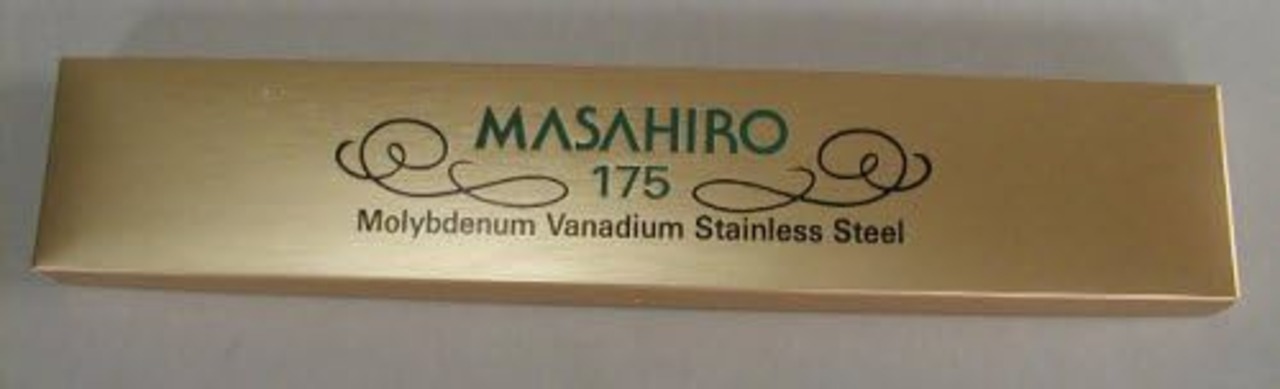 MASAHIRO
175
Molybdenum Vanadium Stainless Steel